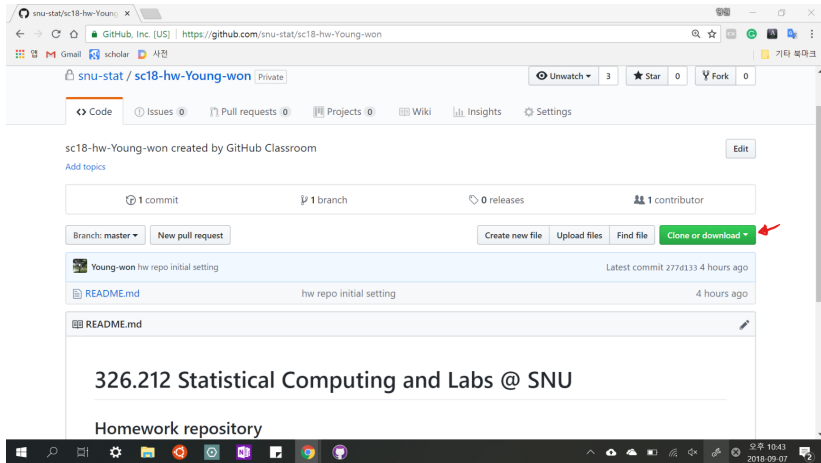 snu-stat/sc18-hw-Young
GitHub, Inc. [US] | https://github.com/snu-stat/sc18-hw-Young-won
앱 Gmail scholar 사전 기타 북마크
snu-stat / sc18-hw-Young-won Private Unwatch 3 Star 0 Fork 0
Code Issues 0 Pull requests 0 Projects 0 Wiki Insights Settings
sc18-hw-Young-won created by GitHub Classroom Edit
Add topics
1 commit 1 branch 0 releases 1 contributor
Branch: master New pull request Create new file Upload files Find file Clone or download
Young-won hw repo initial setting Latest commit 277d133 4 hours ago
README.md hw repo initial setting 4 hours ago
README.md
326.212 Statistical Computing and Labs @ SNU
Homework repository
오후 10:43
2018-09-07